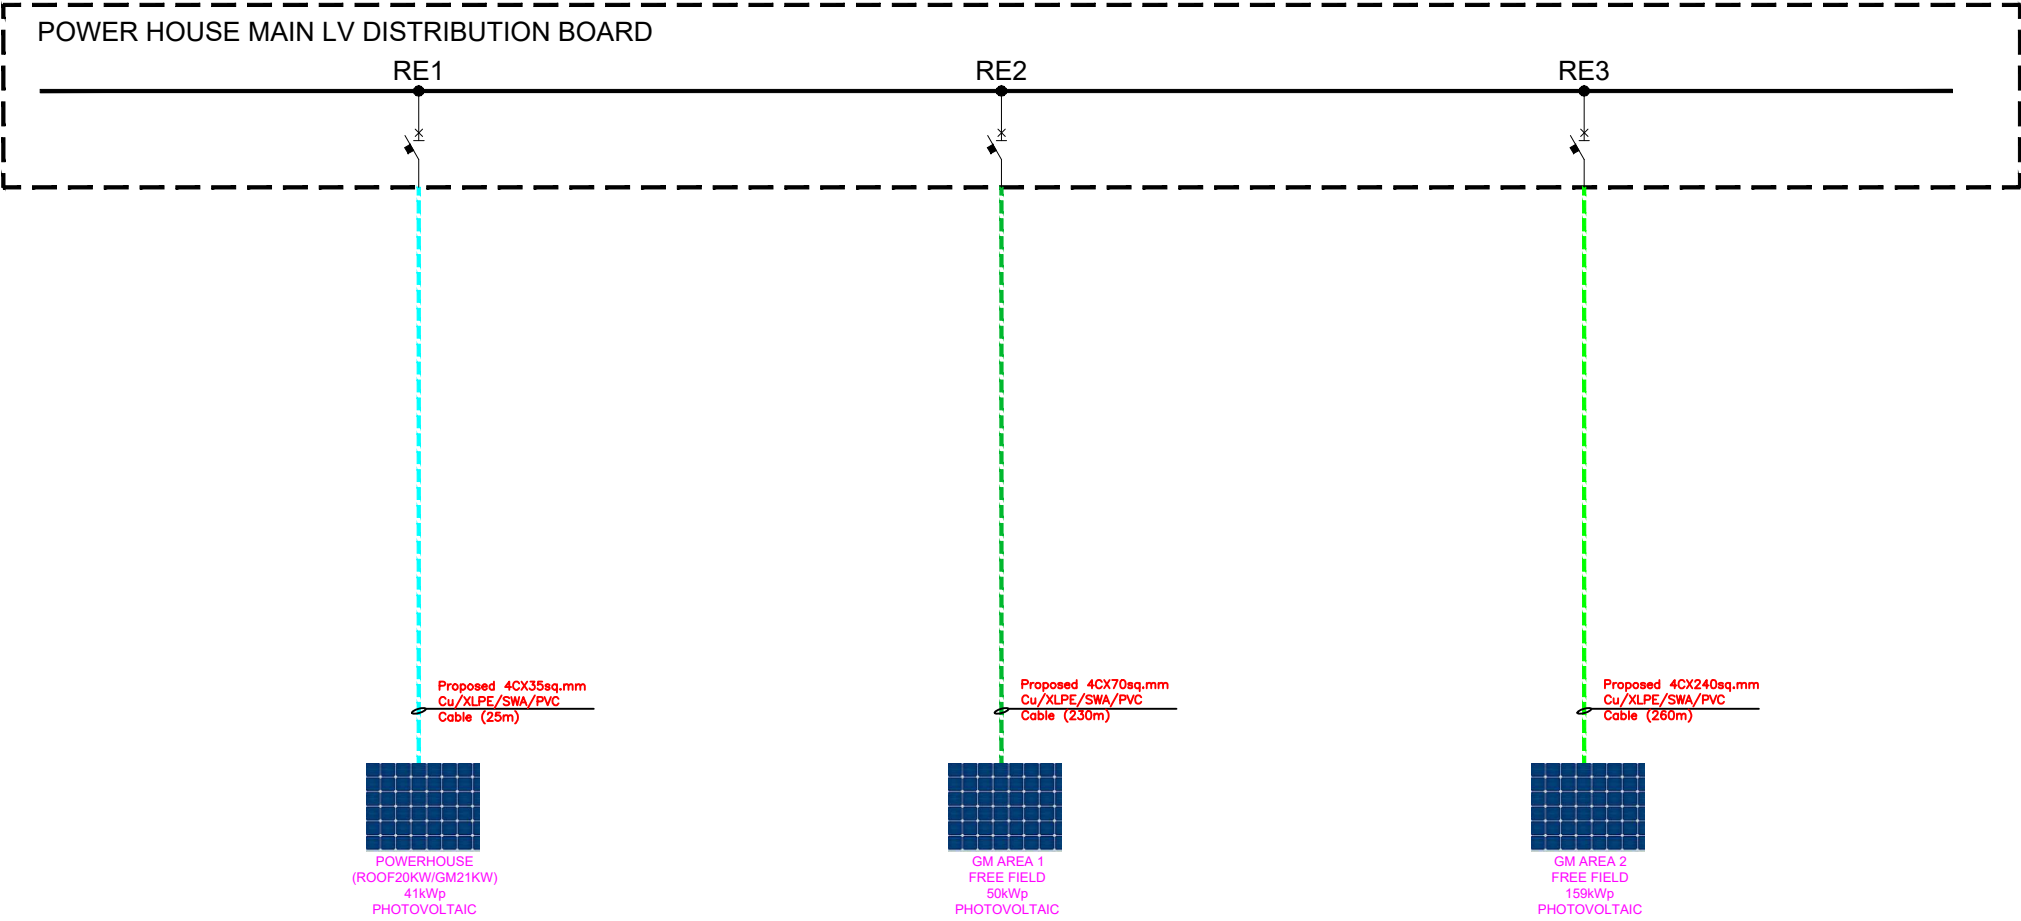 POWER HOUSE MAIN LV DISTRIBUTION BOARD
RE1
RE2
RE3
Proposed 4CX35sq.mm
Cu/XLPE/SWA/PVC
Cable (25m)
Proposed 4CX70sq.mm
Cu/XLPE/SWA/PVC
Cable (230m)
Proposed 4CX240sq.mm
Cu/XLPE/SWA/PVC
Cable (260m)
POWERHOUSE
(ROOF20KW/GM21KW)
41kWp
PHOTOVOLTAIC
GM AREA 1
FREE FIELD
50kWp
PHOTOVOLTAIC
GM AREA 2
FREE FIELD
159kWp
PHOTOVOLTAIC